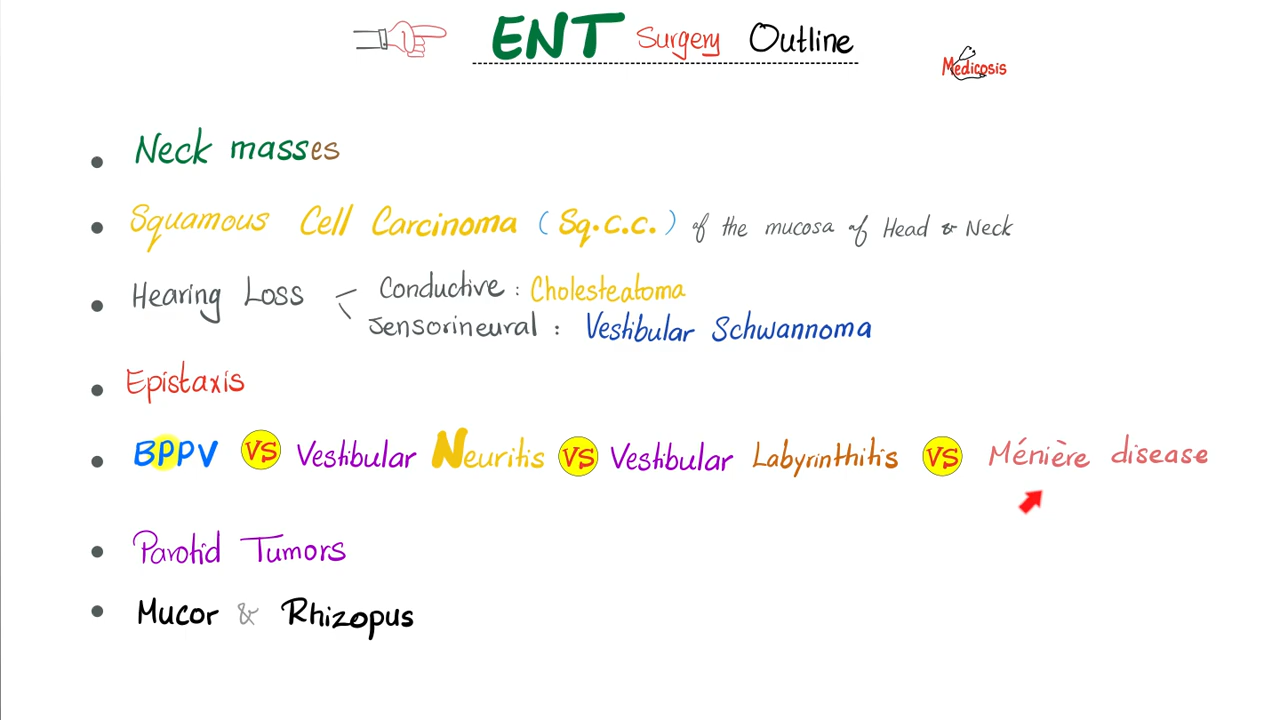 ENT Surgery Outline
Medicosis
Neck masses
Squamous Cell Carcinoma (Sq.C.C.) of the mucosa of Head & Neck
Hearing Loss
Conductive : Cholesteatoma
Sensorineural : Vestibular Schwannoma
Epistaxis
BPPV VS Vestibular Neuritis VS Vestibular Labyrinthitis VS Ménière disease
Parotid Tumors
Mucor & Rhizopus